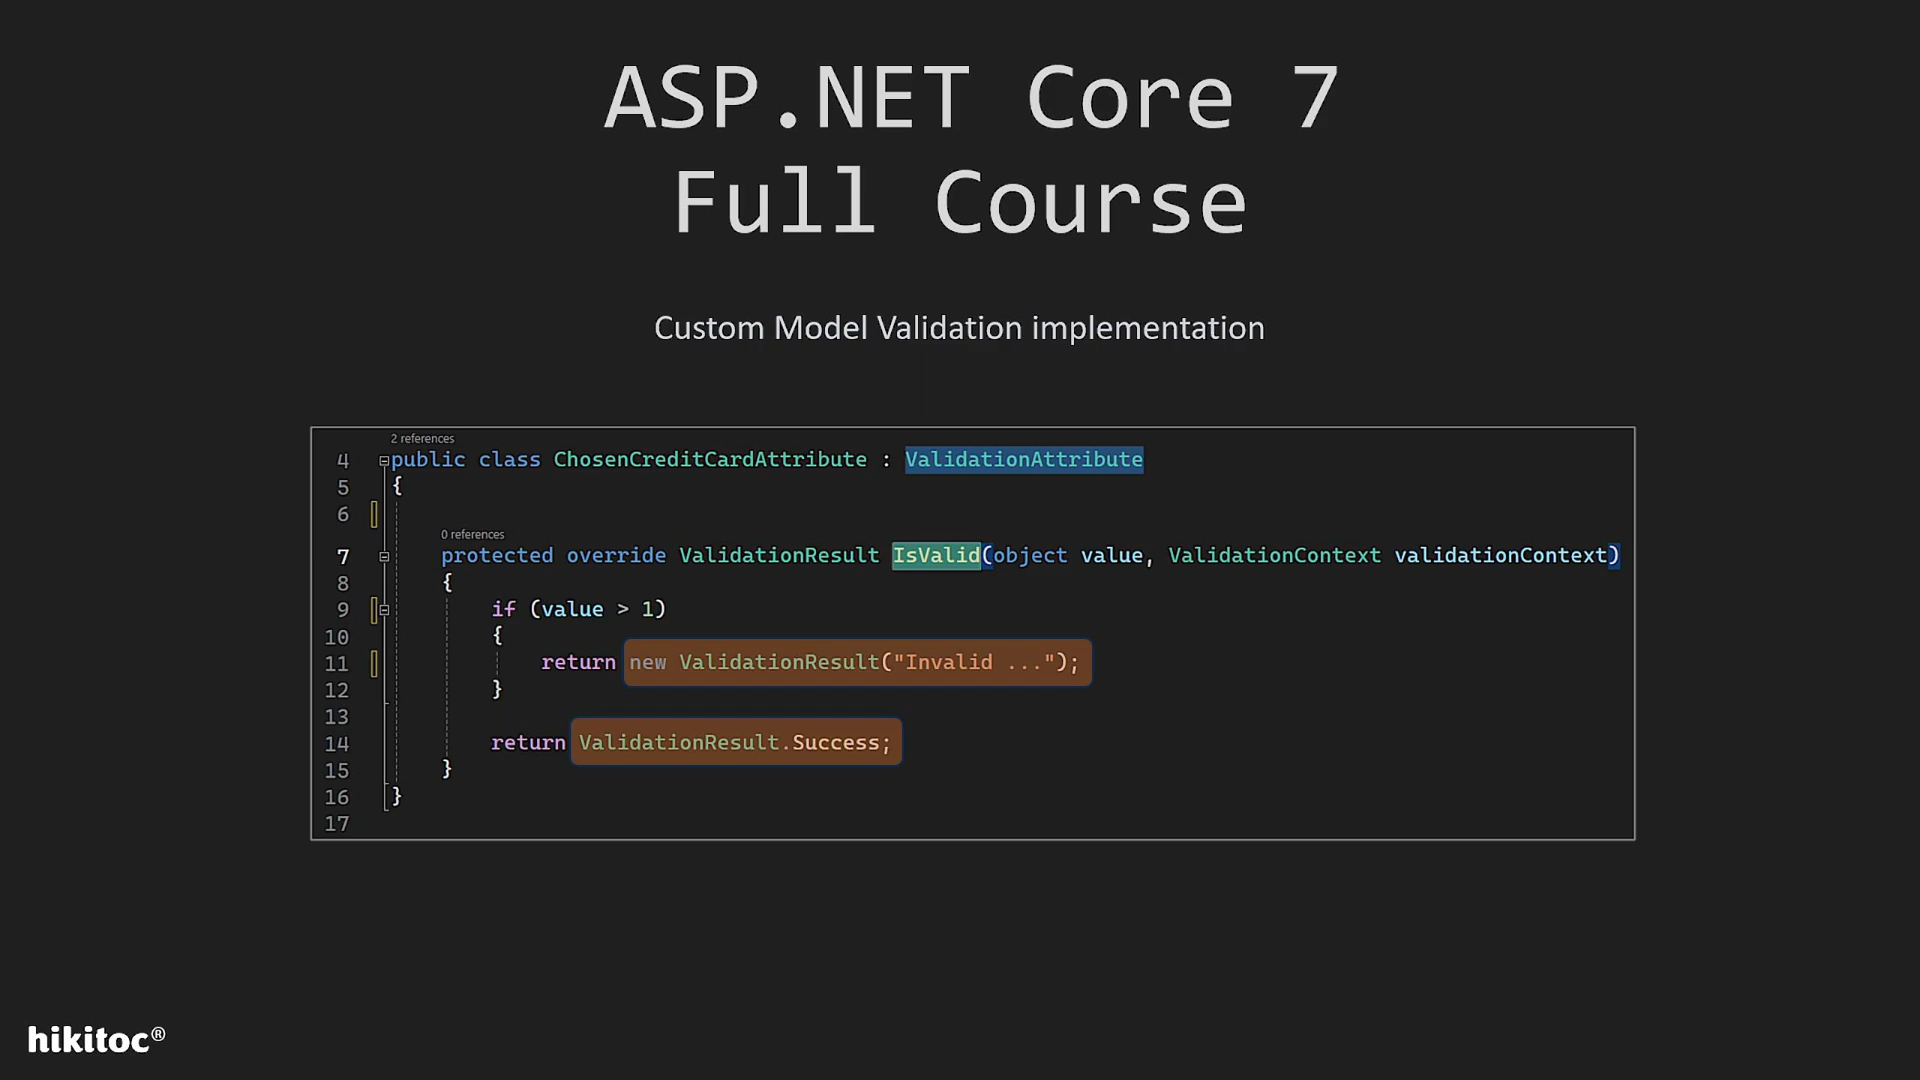 ASP.NET Core 7
Full Course
Custom Model Validation implementation
2 references
4 public class ChosenCreditCardAttribute : ValidationAttribute
5 {
6
0 references
7 protected override ValidationResult IsValid(object value, ValidationContext validationContext)
8 {
9 if (value > 1)
10 {
11 return new ValidationResult("Invalid ...");
12 }
13
14 return ValidationResult.Success;
15 }
16 }
17
hikitoc®